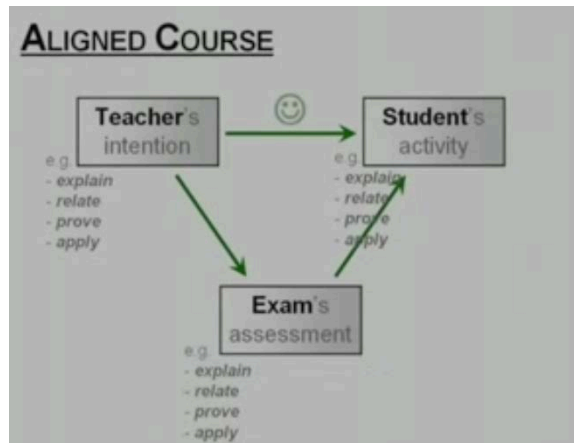 ALIGNED COURSE
Teacher's
intention
e.g.
- explain
- relate
- prove
- apply
Student's
activity
e.g.
- explain
- relate
- prove
- apply
Exam's
assessment
e.g.
- explain
- relate
- prove
- apply